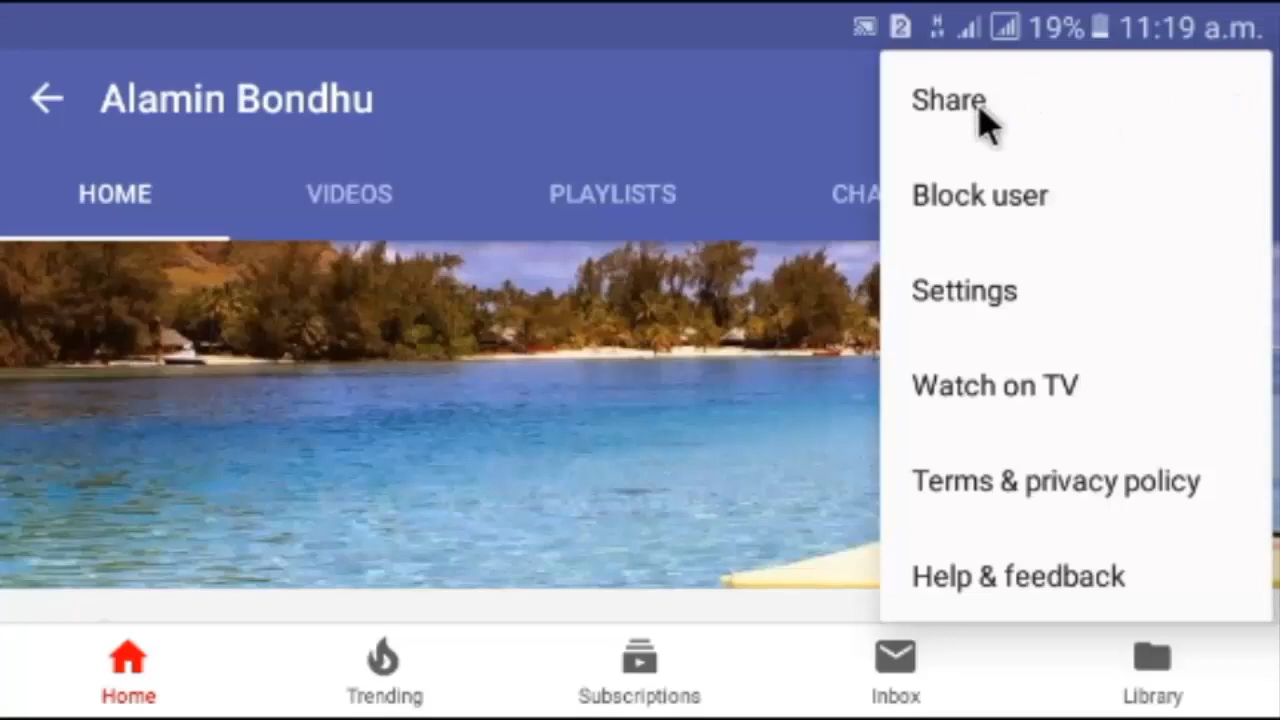 19% 11:19 a.m.
Alamin Bondhu
HOME VIDEOS PLAYLISTS CHA
Share
Block user
Settings
Watch on TV
Terms & privacy policy
Help & feedback
Home Trending Subscriptions Inbox Library